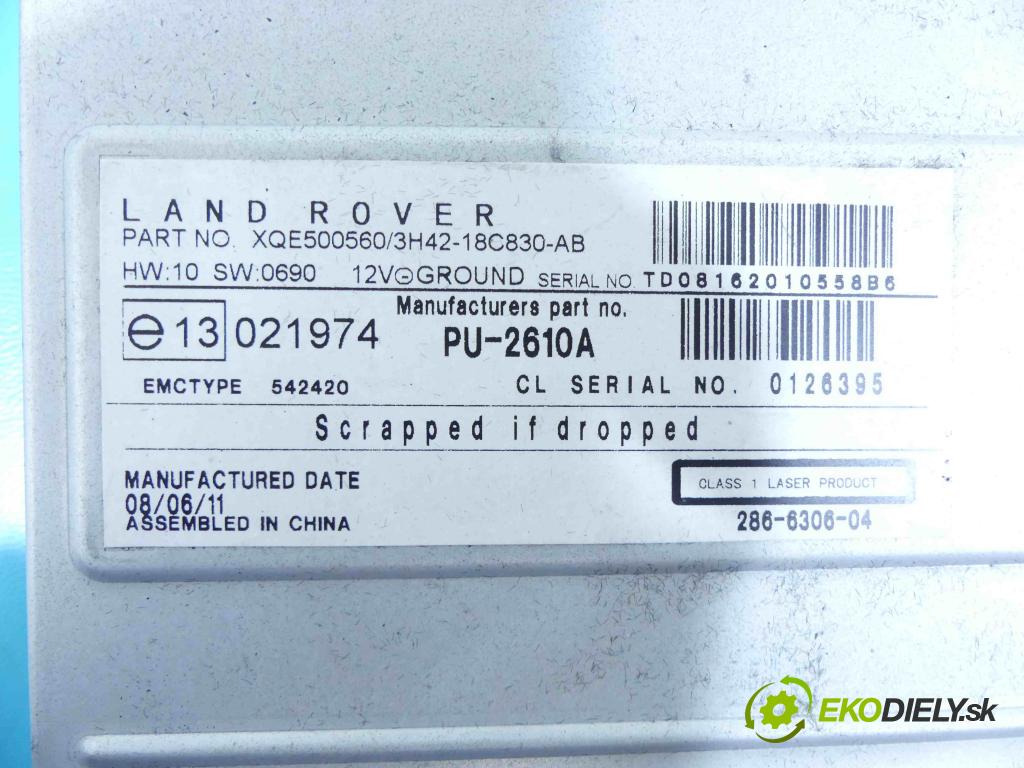 LAND ROVER
PART NO. XQE500560/3H42-18C830-AB
HW:10 SW:0690 12V⊖GROUND SERIAL NO. TD08162010558B6
e13 021974
Manufacturers part no.
PU-2610A
EMCTYPE 542420 CL SERIAL NO. 0126395
Scrapped if dropped
MANUFACTURED DATE
08/06/11
ASSEMBLED IN CHINA
CLASS 1 LASER PRODUCT
286-6306-04
EKODIELY.sk